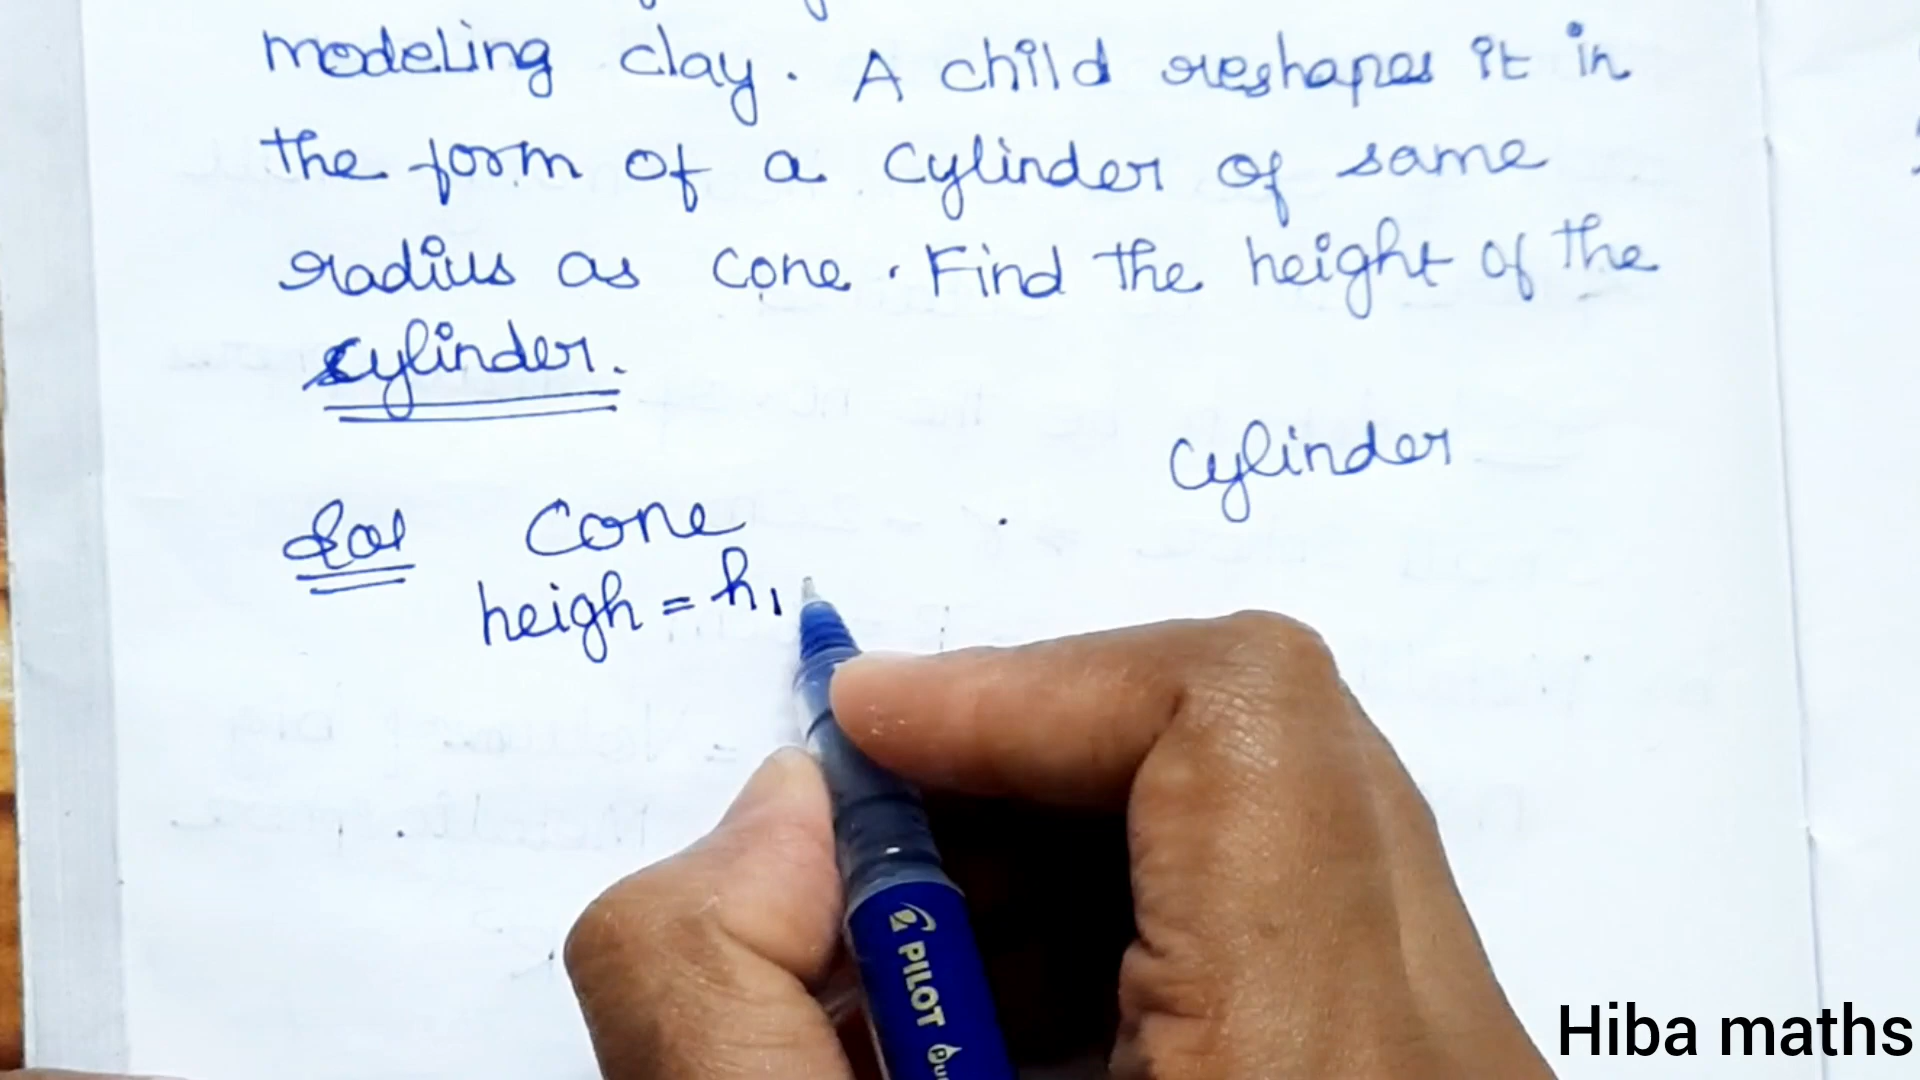 modeling clay. A child reshapes it in
the form of a cylinder of same
radius as cone. Find the height of the
cylinder.
Cylinder
Sol Cone
heigh = h1
PILOT
Hiba maths